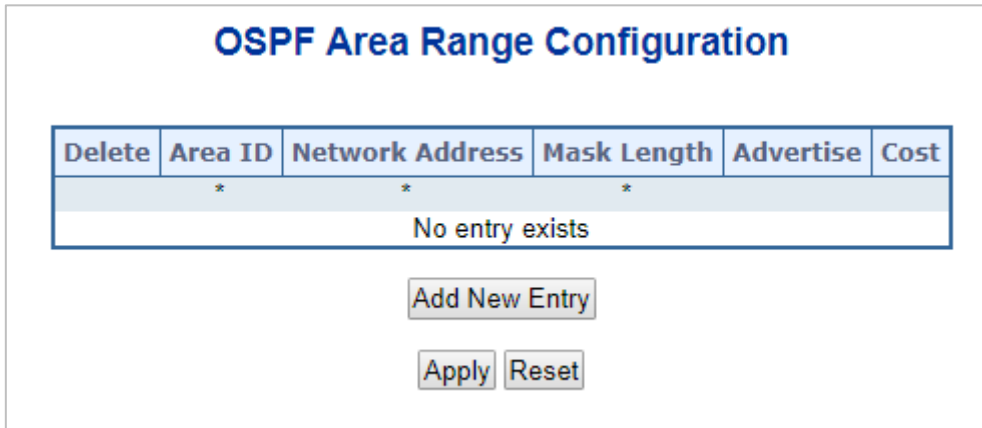 OSPF Area Range Configuration
Delete Area ID Network Address Mask Length Advertise Cost
* * *
No entry exists
Add New Entry
Apply Reset